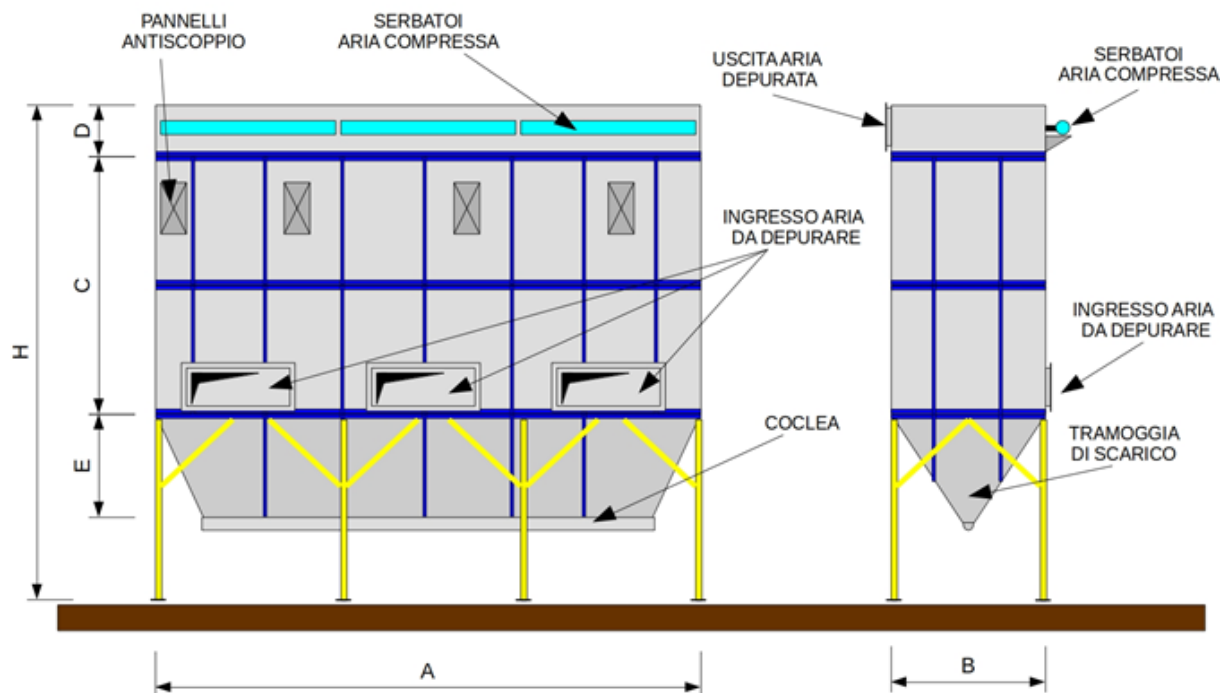 PANNELLI
ANTISCOPPIO
SERBATOI
ARIA COMPRESSA
USCITA ARIA
DEPURATA
SERBATOI
ARIA COMPRESSA
D
C
H
E
INGRESSO ARIA
DA DEPURARE
INGRESSO ARIA
DA DEPURARE
COCLEA
TRAMOGGIA
DI SCARICO
A
B